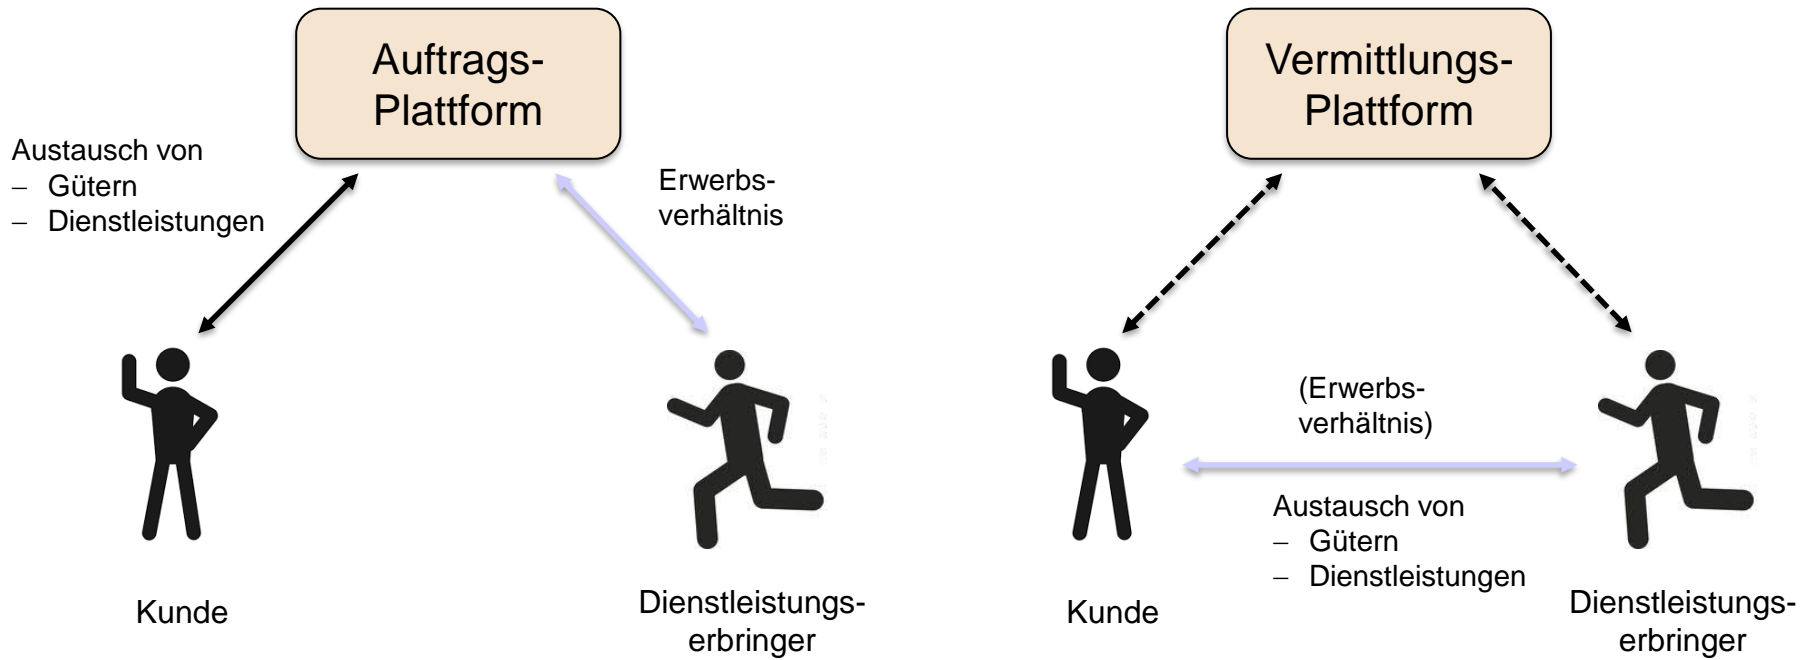 Auftrags-
Plattform
Austausch von
– Gütern
– Dienstleistungen
Erwerbs-
verhältnis
Kunde
Dienstleistungs-
erbringer
Vermittlungs-
Plattform
(Erwerbs-
verhältnis)
Austausch von
– Gütern
– Dienstleistungen
Kunde
Dienstleistungs-
erbringer